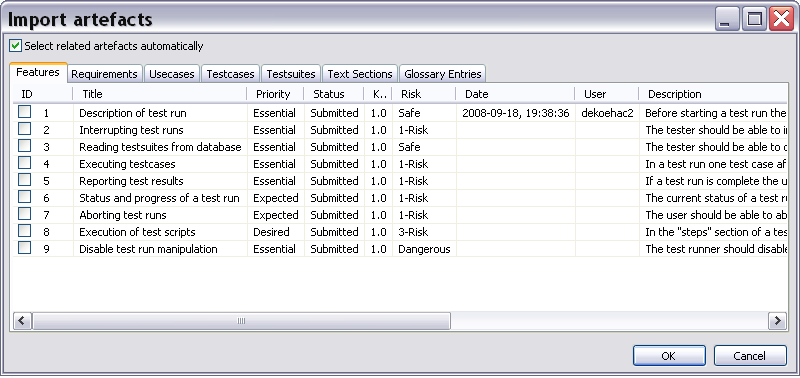 Import artefacts
Select related artefacts automatically
Features Requirements Usecases Testcases Testsuites Text Sections Glossary Entries
ID Title Priority Status K.. Risk Date User Description
1 Description of test run Essential Submitted 1.0 Safe 2008-09-18, 19:38:36 dekoehac2 Before starting a test run the
2 Interrupting test runs Essential Submitted 1.0 1-Risk The tester should be able to i
3 Reading testsuites from database Essential Submitted 1.0 Safe The tester should be able to
4 Executing testcases Essential Submitted 1.0 1-Risk In a test run one test case af
5 Reporting test results Essential Submitted 1.0 1-Risk If a test run is complete the u
6 Status and progress of a test run Expected Submitted 1.0 1-Risk The current status of a test r
7 Aborting test runs Expected Submitted 1.0 1-Risk The user should be able to ab
8 Execution of test scripts Desired Submitted 1.0 3-Risk In the "steps" section of a tes
9 Disable test run manipulation Essential Submitted 1.0 Dangerous The test runner should disable
OK Cancel